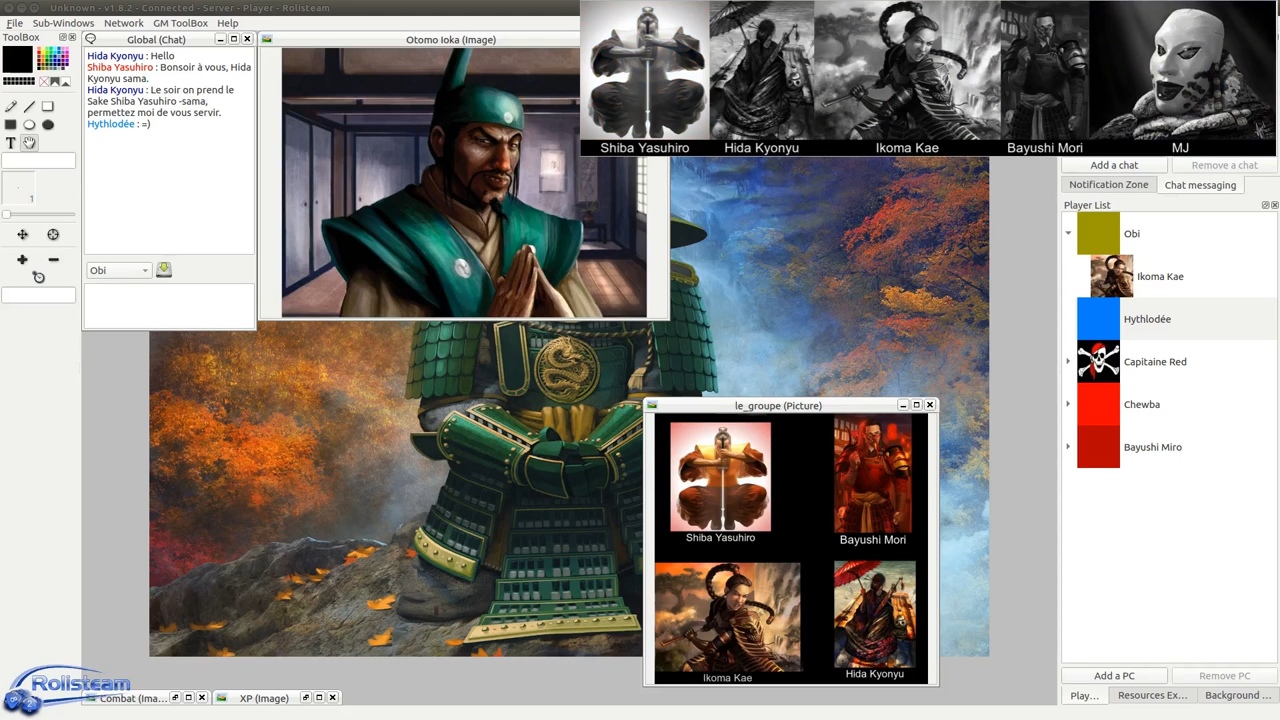 Unknown - v1.8.2 - Connected - Server - Player - Rolisteam
File Sub-Windows Network GM ToolBox Help
ToolBox
Global (Chat)
Hida Kyonyu : Hello
Shiba Yasuhiro : Bonsoir à vous, Hida
Kyonyu sama.
Hida Kyonyu : Le soir on prend le
Sake Shiba Yasuhiro -sama,
permettez moi de vous servir.
Hythlodée : =)
T
1
Obi
Otomo Ioka (Image)
Shiba Yasuhiro
Hida Kyonyu
Ikoma Kae
Bayushi Mori
MJ
Add a chat
Remove a chat
Notification Zone
Chat messaging
Player List
Obi
Ikoma Kae
Hythlodée
Capitaine Red
Chewba
Bayushi Miro
le_groupe (Picture)
Shiba Yasuhiro
Bayushi Mori
Ikoma Kae
Hida Kyonyu
Add a PC
Remove PC
Play...
Resources Ex...
Background ...
Rolisteam
Combat (Ima...
XP (Image)